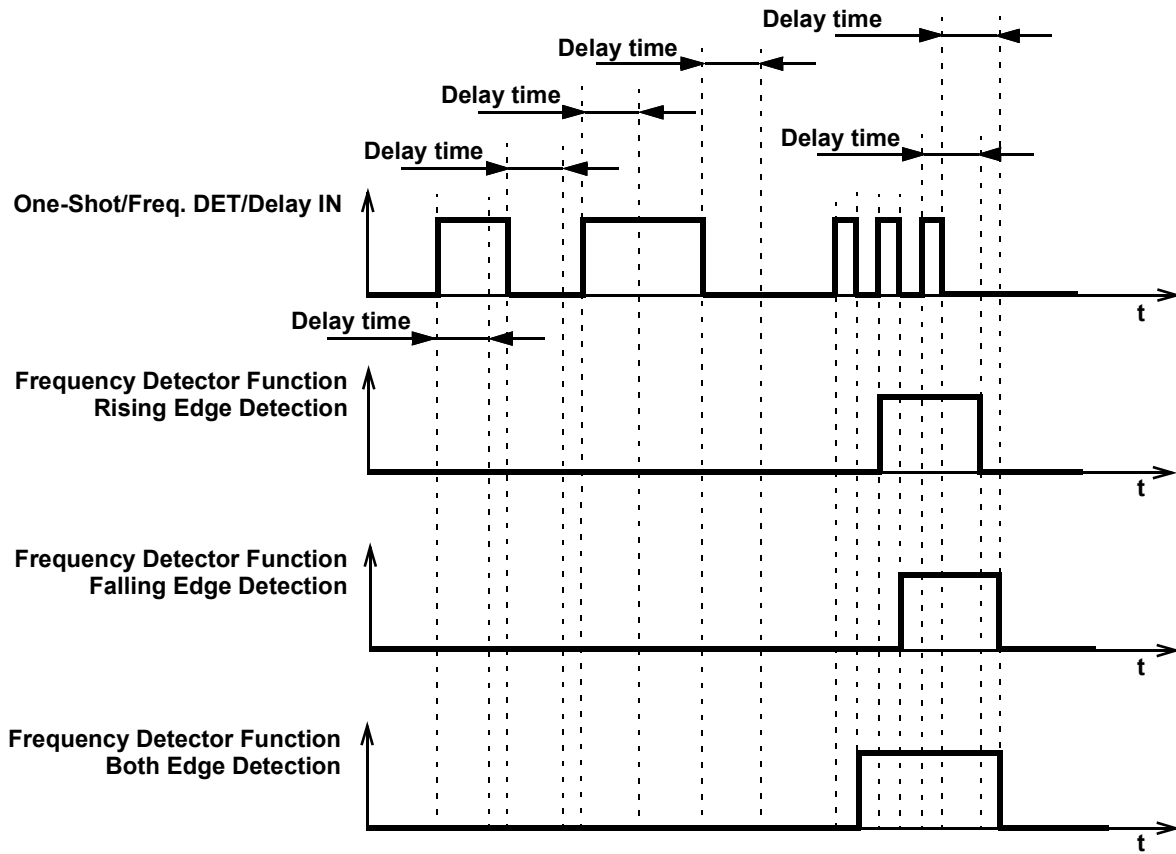 Delay time
Delay time
Delay time
Delay time
Delay time
One-Shot/Freq. DET/Delay IN
t
Delay time
Frequency Detector Function
Rising Edge Detection
t
Frequency Detector Function
Falling Edge Detection
t
Frequency Detector Function
Both Edge Detection
t